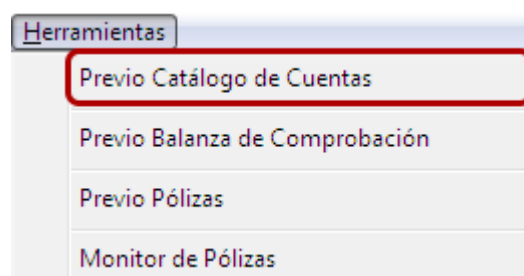 Herramientas
Previo Catálogo de Cuentas
Previo Balanza de Comprobación
Previo Pólizas
Monitor de Pólizas